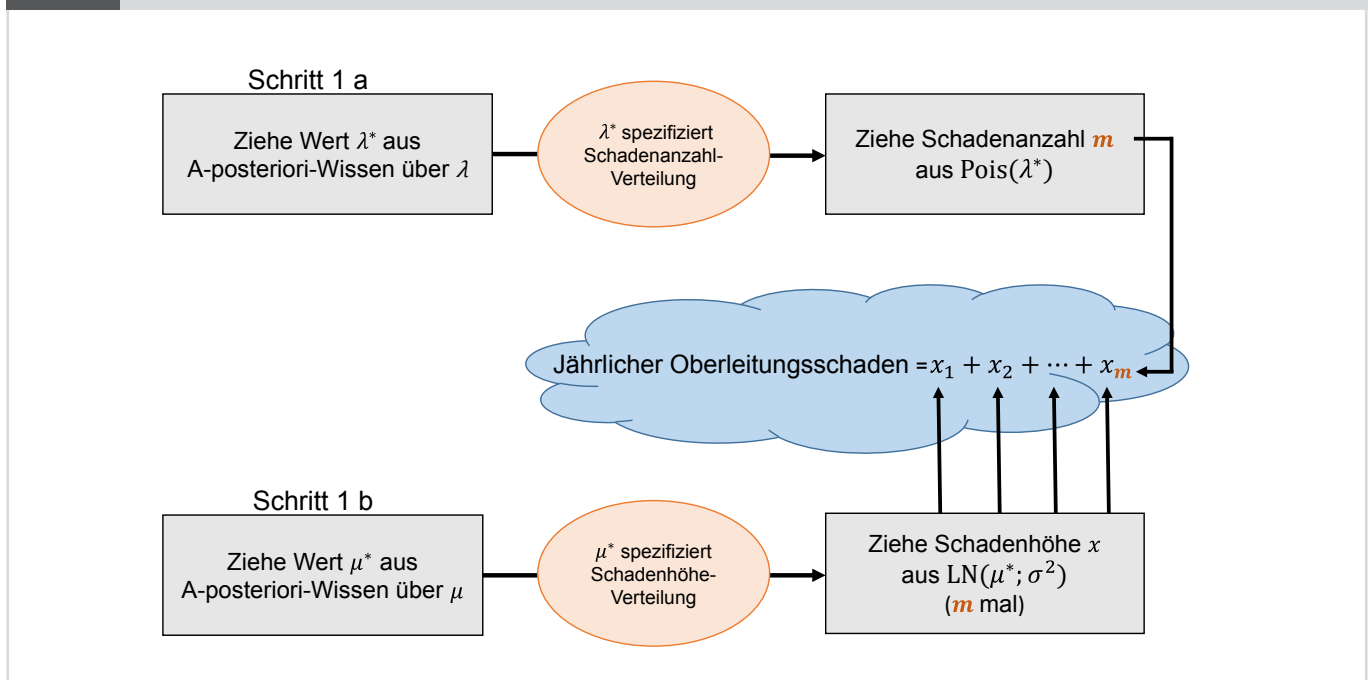 Schritt 1 a
Ziehe Wert λ* aus
A-posteriori-Wissen über λ
λ* spezifiziert
Schadenanzahl-
Verteilung
Ziehe Schadenanzahl m
aus Pois(λ*)
Jährlicher Oberleitungsschaden = x₁ + x₂ + ⋯ + xₘ
Schritt 1 b
Ziehe Wert μ* aus
A-posteriori-Wissen über μ
μ* spezifiziert
Schadenhöhe-
Verteilung
Ziehe Schadenhöhe x
aus LN(μ*; σ²)
(m mal)